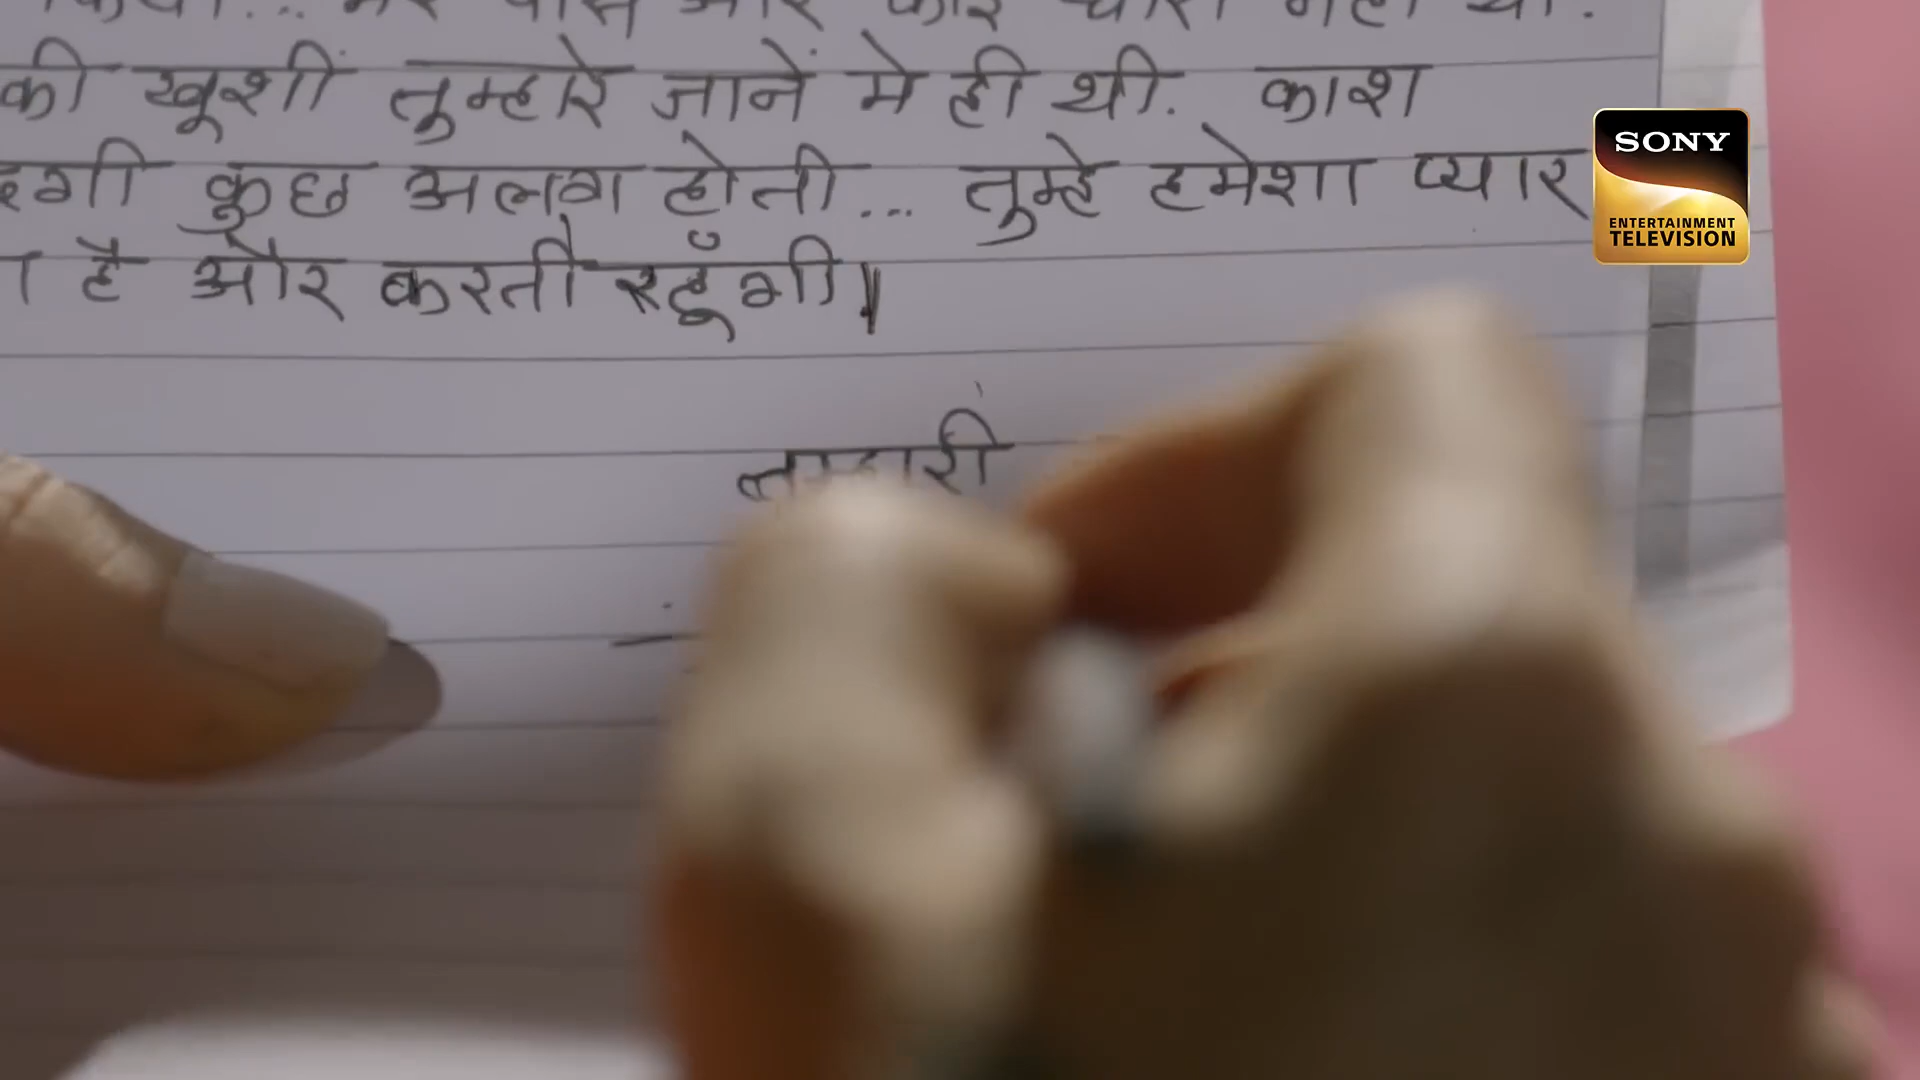 की खूशीं तुम्हारे जानें मे ही थी. काश
कुछ अलग होती... तुम्हे हमेशा प्यार
है और करती रहूँगी|
SONY
ENTERTAINMENT
TELEVISION